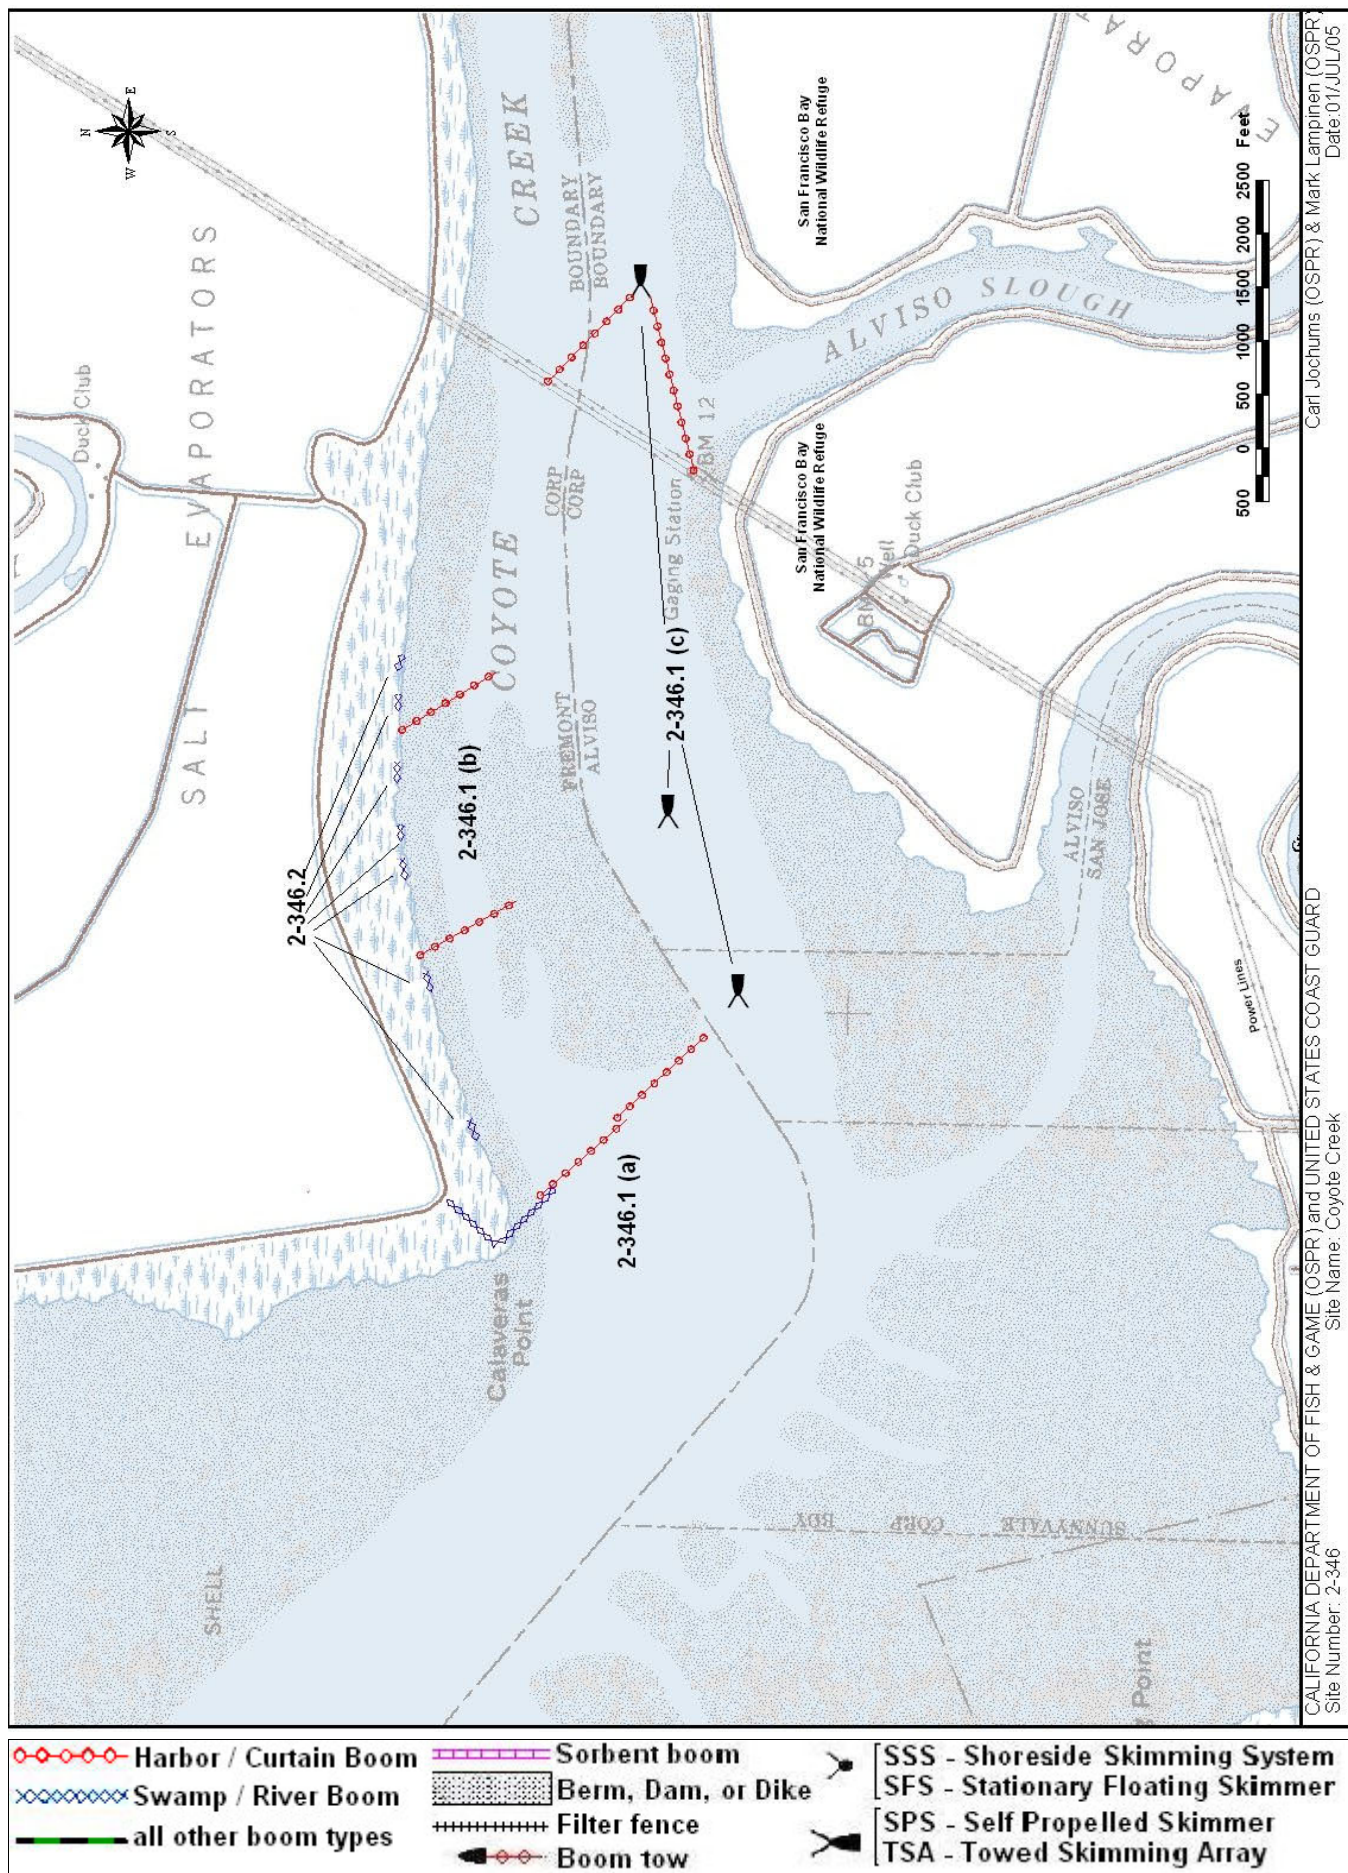 N
E
W
S
EVAPORATORS
SALT
Duck Club
CREEK
COYOTE
BOUNDARY
BOUNDARY
CORP
CORP
FREMONT
ALVISO
San Francisco Bay
National Wildlife Refuge
ALVISO SLOUGH
EVAPORAT
BM 12
Gaging Station
San Francisco Bay
National Wildlife Refuge
BM 5
Well
Duck Club
2-346.2
2-346.1 (b)
2-346.1 (c)
2-346.1 (a)
ALVISO
SAN JOSE
Power Lines
Calaveras
Point
SHELL
SUNNYVALE CORP BDY
Point
500 0 500 1000 1500 2000 2500 Feet
CALIFORNIA DEPARTMENT OF FISH & GAME (OSPR) and UNITED STATES COAST GUARD
Carl Jochums (OSPR) & Mark Lampinen (OSPR)
Site Number: 2-346
Site Name: Coyote Creek
Date:01/JUL/05
Harbor / Curtain Boom
Swamp / River Boom
all other boom types
Sorbent boom
Berm, Dam, or Dike
Filter fence
Boom tow
SSS - Shoreside Skimming System
SFS - Stationary Floating Skimmer
SPS - Self Propelled Skimmer
TSA - Towed Skimming Array